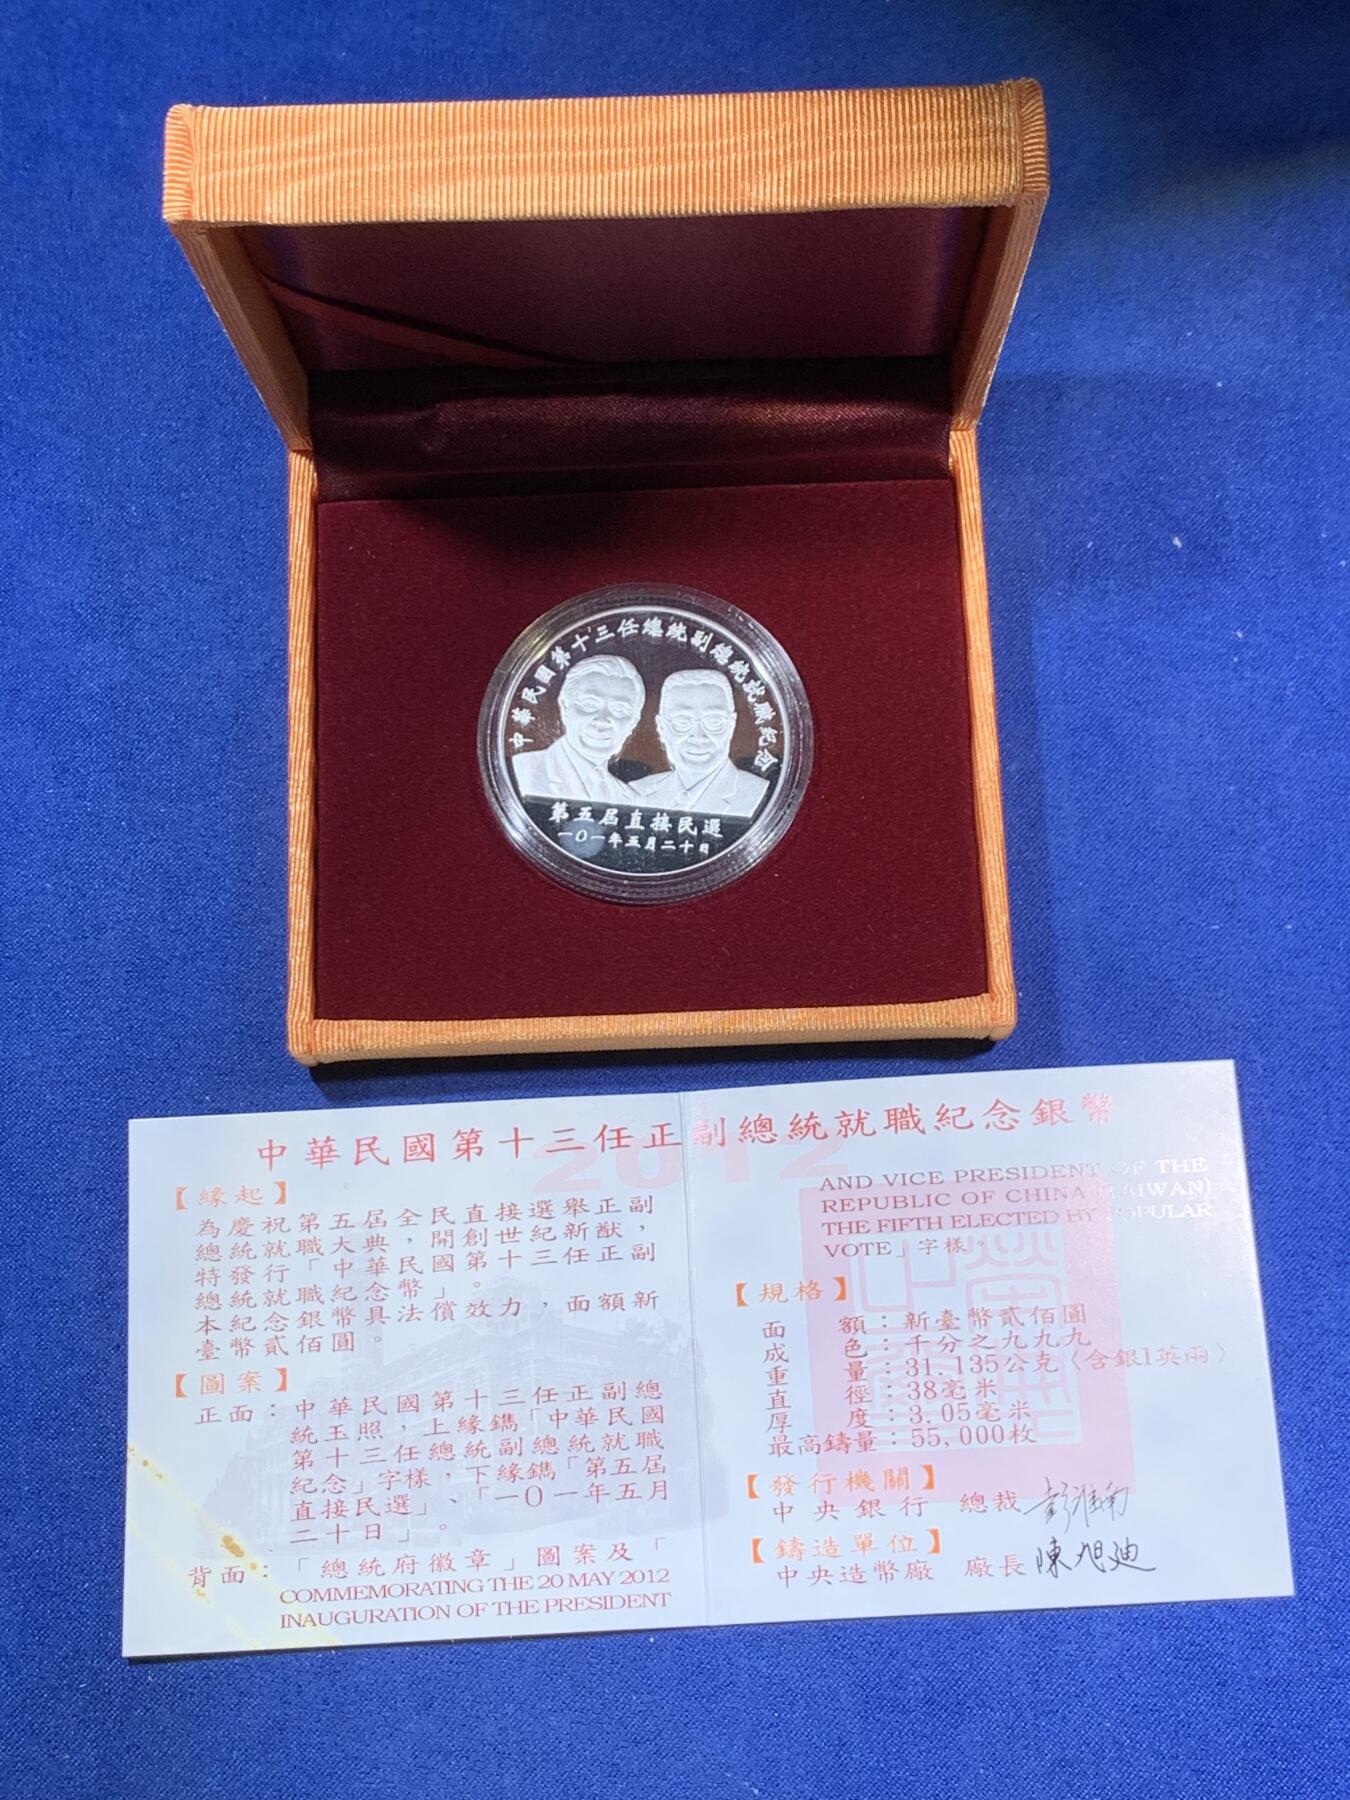 中華民國第十三任總統副總統就職紀念
第五屆直接民選
一0一年五月二十日
中華民國第十三任正副總統就職紀念銀幣
2012
【緣起】
為慶祝第五屆全民直接選舉正副
總統就職大典，開創世紀新猷，
特發行「中華民國第十三任正副
總統就職紀念幣」。
本紀念銀幣具法償效力，面額新
臺幣貳佰圓。
【圖案】
正面：中華民國第十三任正副總
統玉照，上緣鐫「中華民國
第十三任總統副總統就職
紀念」字樣，下緣鐫「第五屆
直接民選」、「一0一年五月
二十日」。
背面：「總統府徽章」圖案及「
COMMEMORATING THE 20 MAY 2012
INAUGURATION OF THE PRESIDENT
AND VICE PRESIDENT OF THE
REPUBLIC OF CHINA (TAIWAN)
THE FIFTH ELECTED BY POPULAR
VOTE」字樣。
【規格】
面額：新臺幣貳佰圓
成色：千分之九九九
重量：31.135公克〈含銀1英兩〉
直徑：38毫米
厚度：3.05毫米
最高鑄量：55,000枚
【發行機關】
中央銀行 總裁 彭淮南
【鑄造單位】
中央造幣廠 廠長 陳旭迪